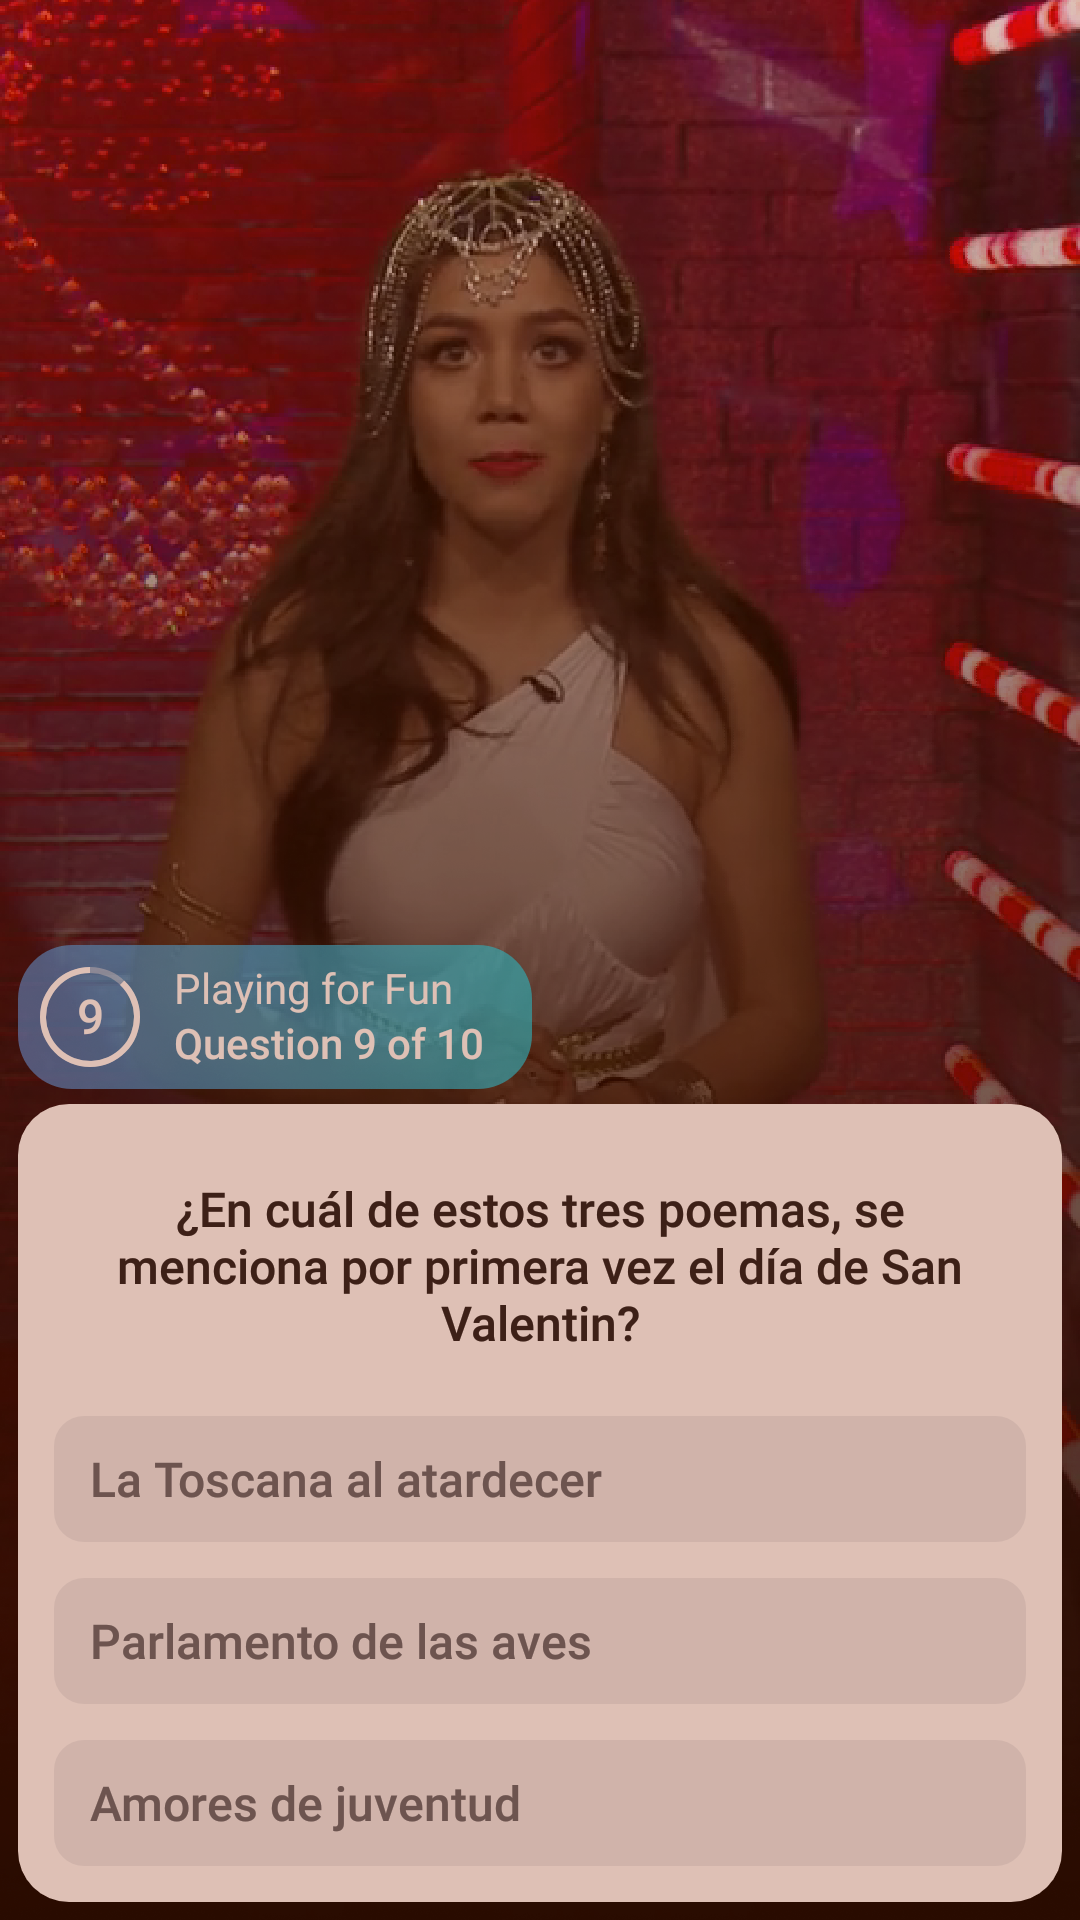 9
Playing for Fun
Question 9 of 10
¿En cuál de estos tres poemas, se
menciona por primera vez el día de San
Valentin?
La Toscana al atardecer
Parlamento de las aves
Amores de juventud